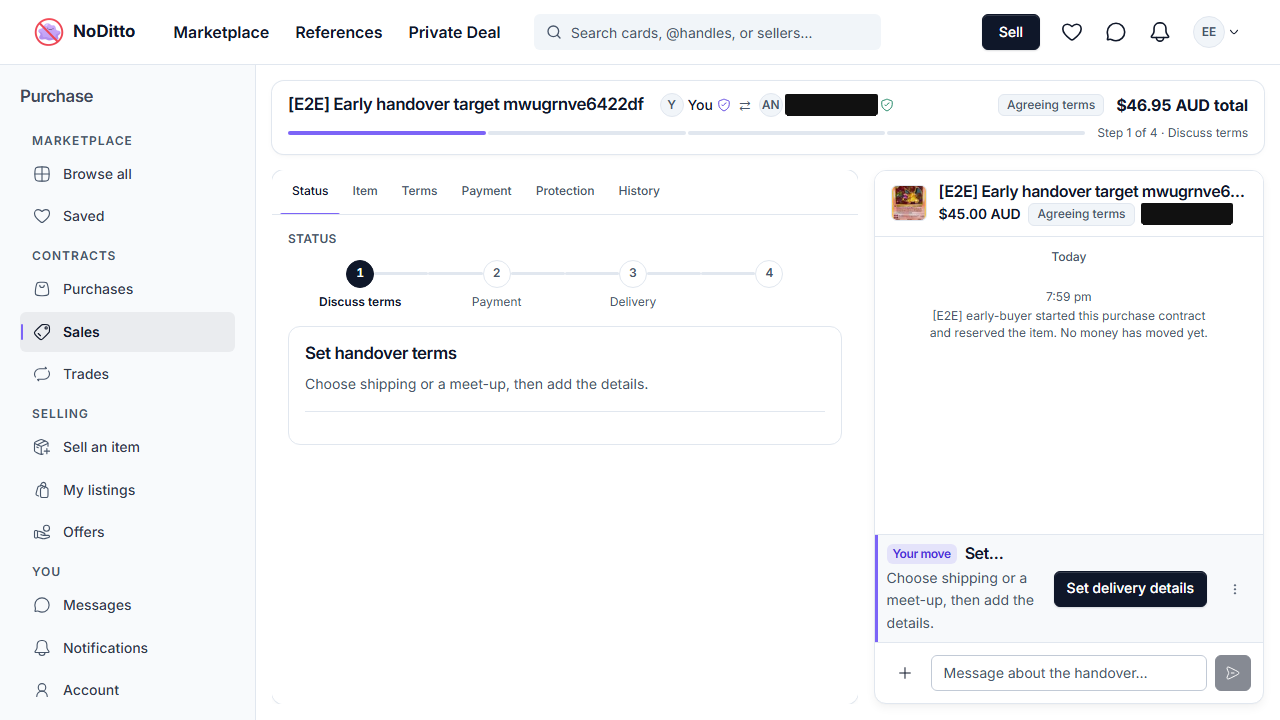 NoDitto
Marketplace
References
Private Deal
Search cards, @handles, or sellers...
Sell
EE
Purchase
MARKETPLACE
Browse all
Saved
CONTRACTS
Purchases
Sales
Trades
SELLING
Sell an item
My listings
Offers
YOU
Messages
Notifications
Account
[E2E] Early handover target mwugrnve6422df
Y You
AN
Agreeing terms
$46.95 AUD total
Step 1 of 4 · Discuss terms
Status
Item
Terms
Payment
Protection
History
STATUS
1
2
3
4
Discuss terms
Payment
Delivery
Set handover terms
Choose shipping or a meet-up, then add the details.
[E2E] Early handover target mwugrnve6...
$45.00 AUD
Agreeing terms
Today
7:59 pm
[E2E] early-buyer started this purchase contract
and reserved the item. No money has moved yet.
Your move
Set...
Choose shipping or a
meet-up, then add the
details.
Set delivery details
Message about the handover...